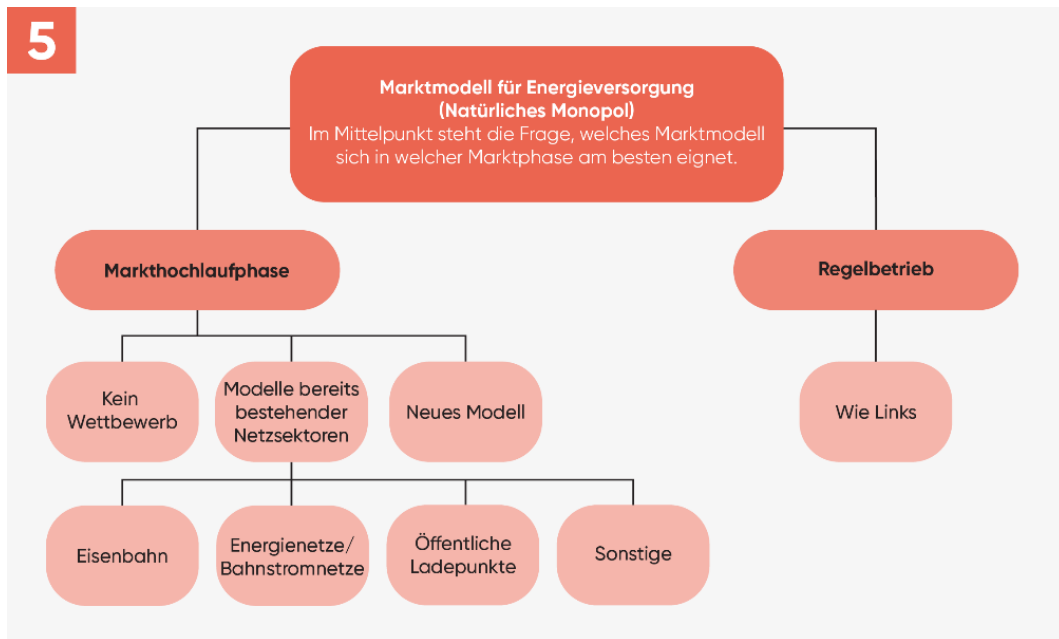 5
Marktmodell für Energieversorgung
(Natürliches Monopol)
Im Mittelpunkt steht die Frage, welches Marktmodell
sich in welcher Marktphase am besten eignet.
Markthochlaufphase
Regelbetrieb
Kein
Wettbewerb
Modelle bereits
bestehender
Netzsektoren
Neues Modell
Wie Links
Eisenbahn
Energienetze/
Bahnstromnetze
Öffentliche
Ladepunkte
Sonstige